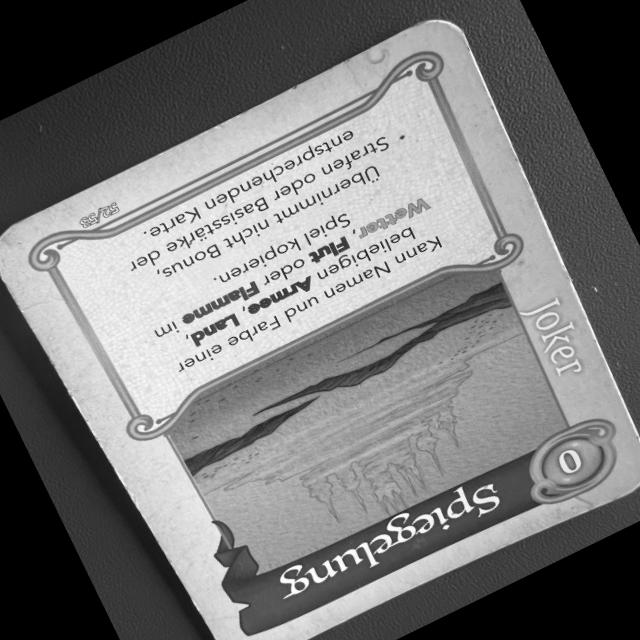 0
Spiegelung
Joker
Kann Namen und Farbe einer
beliebigen Armee, Land,
Wetter, Flut oder Flamme im
Spiel kopieren.
Übernimmt nicht Bonus,
Strafen oder Basisstärke der
entsprechenden Karte.
52/53